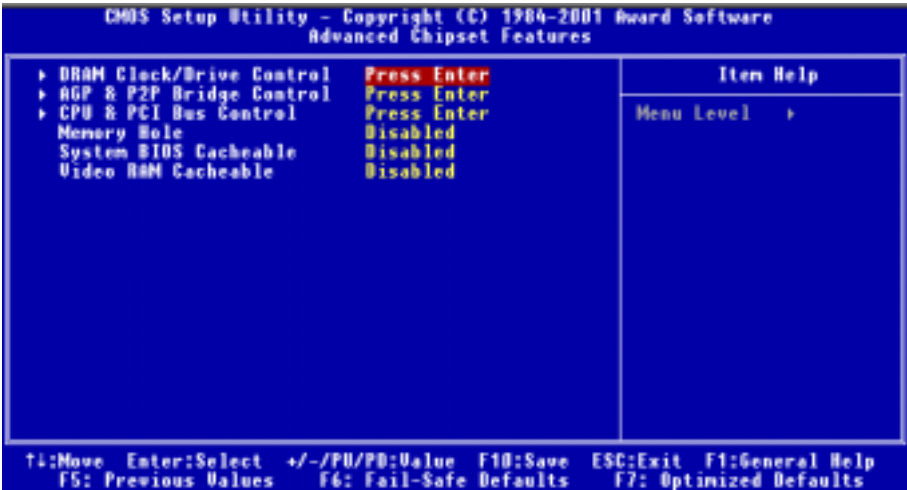 CMOS Setup Utility - Copyright (C) 1984-2001 Award Software
Advanced Chipset Features
▸ DRAM Clock/Drive Control Press Enter
▸ AGP & P2P Bridge Control Press Enter
▸ CPU & PCI Bus Control Press Enter
Memory Hole Disabled
System BIOS Cacheable Disabled
Video RAM Cacheable Disabled
Item Help
Menu Level ▸
↑↓:Move Enter:Select +/-/PU/PD:Value F10:Save ESC:Exit F1:General Help
F5: Previous Values F6: Fail-Safe Defaults F7: Optimized Defaults